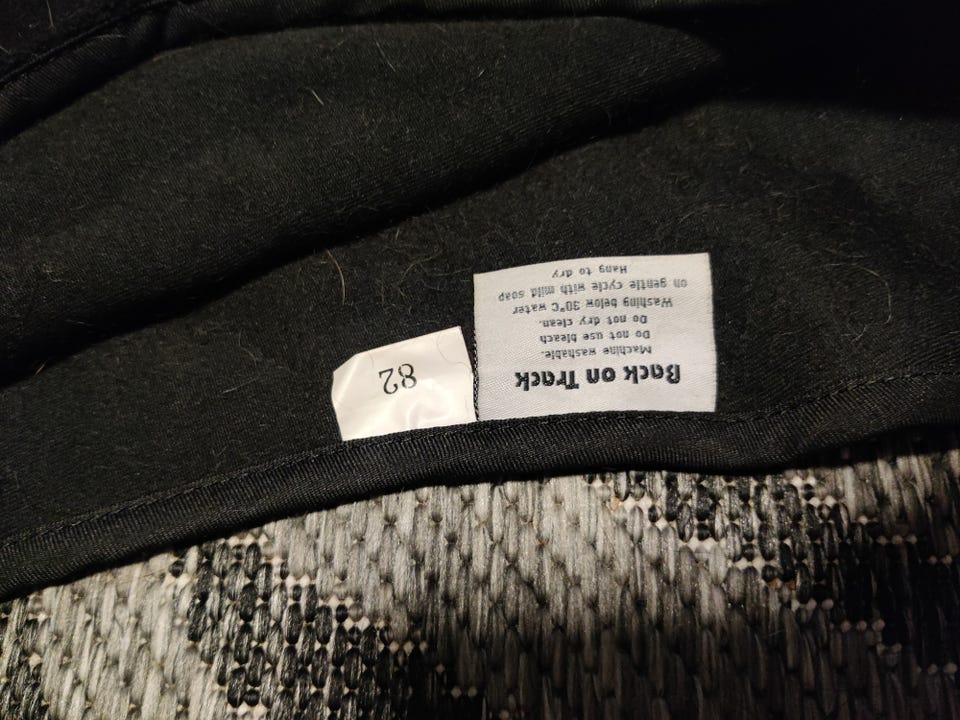 Back on Track
Machine washable.
Do not use bleach
Do not dry clean.
Washing below 30°C water
on gentle cycle with mild soap
Hang to dry
82